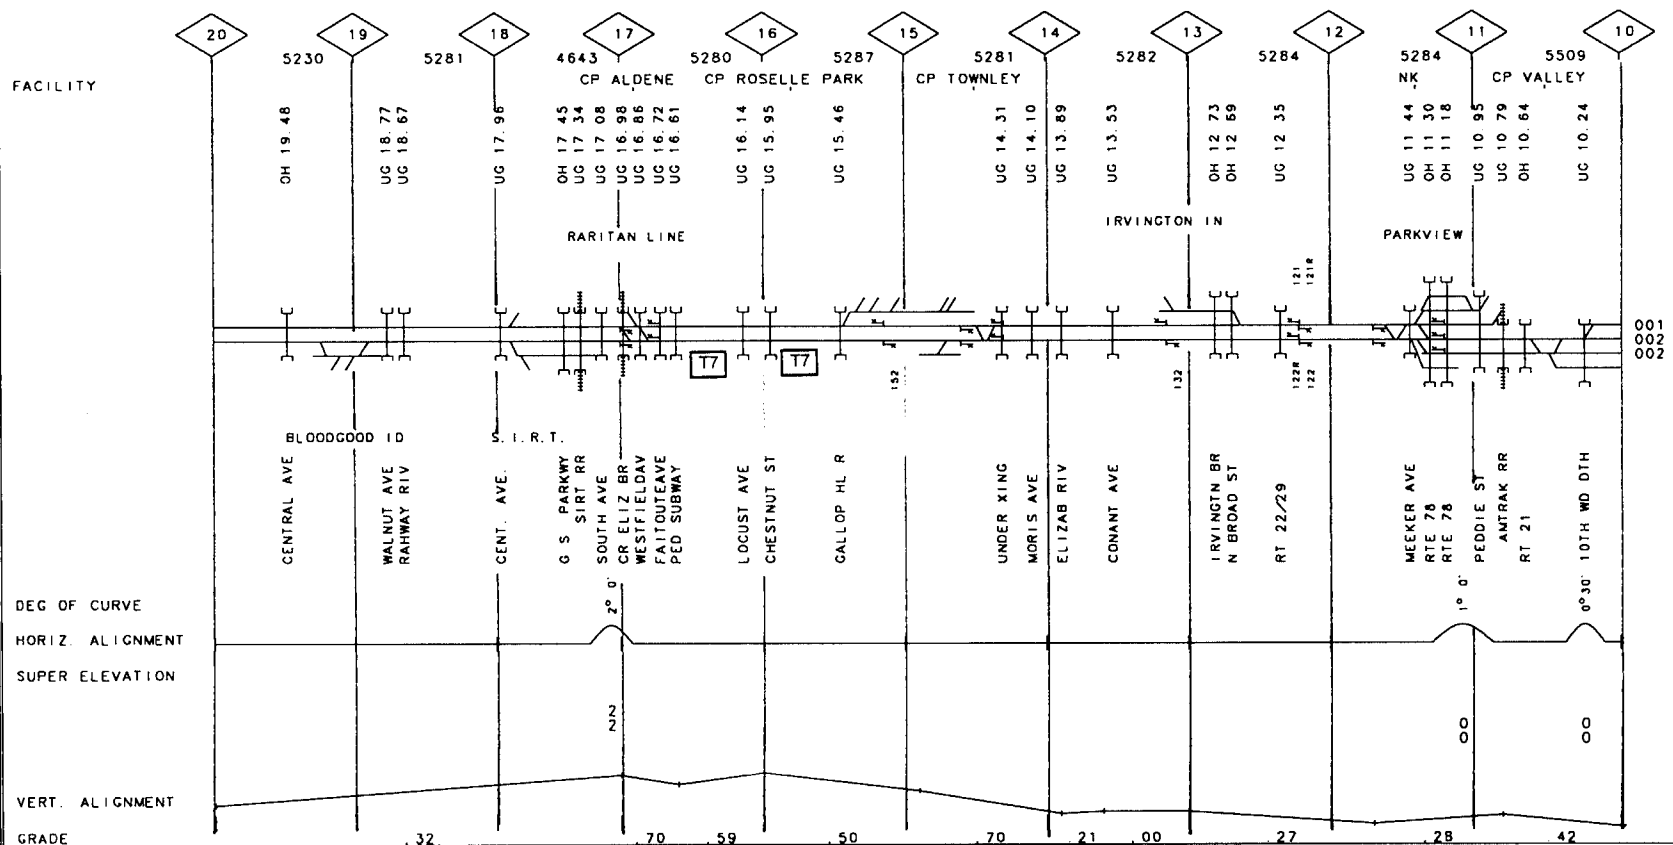 20 19 18 17 16 15 14 13 12 11 10
5230 5281 4643 5280 5287 5281 5282 5284 5284 5509
FACILITY
CP ALDENE CP ROSELLE PARK CP TOWNLEY NK CP VALLEY
OH 19.48
UG 18.77
UG 18.67
UG 17.96
OH 17 45
UG 17 34
UG 17 08
UG 16.98
UG 16.86
UG 16.72
UG 16.61
UG 16.14
UG 15.95
UG 15.46
UG 14.31
UG 14.10
UG 13.89
UG 13.53
OH 12 73
OH 12 69
UG 12 35
UG 11 44
OH 11 30
OH 11 18
UG 10.95
UG 10 79
OH 10.64
UG 10.24
RARITAN LINE
IRVINGTON IN
PARKVIEW
121
121R
001
002
002
T7
T7
152
132
122R
122
BLOODGOOD ID
S.I.R.T.
CENTRAL AVE
WALNUT AVE
RAHWAY RIV
CENT. AVE.
G S PARKWY
SIRT RR
SOUTH AVE
CR ELIZ BR
WESTFIELDAV
FAITOUTEAVE
PED SUBWAY
LOCUST AVE
CHESTNUT ST
GALLOP HL R
UNDER XING
MORIS AVE
ELIZAB RIV
CONANT AVE
IRVINGTN BR
N BROAD ST
RT 22/29
MEEKER AVE
RTE 78
RTE 78
PEDDIE ST
AMTRAK RR
RT 21
10TH WD DTH
DEG OF CURVE
2° 0'
1° 0'
0°30'
HORIZ. ALIGNMENT
SUPER ELEVATION
2 0 0
2 0 0
VERT. ALIGNMENT
GRADE .32 .70 .59 .50 .70 .21 .00 .27 .28 .42